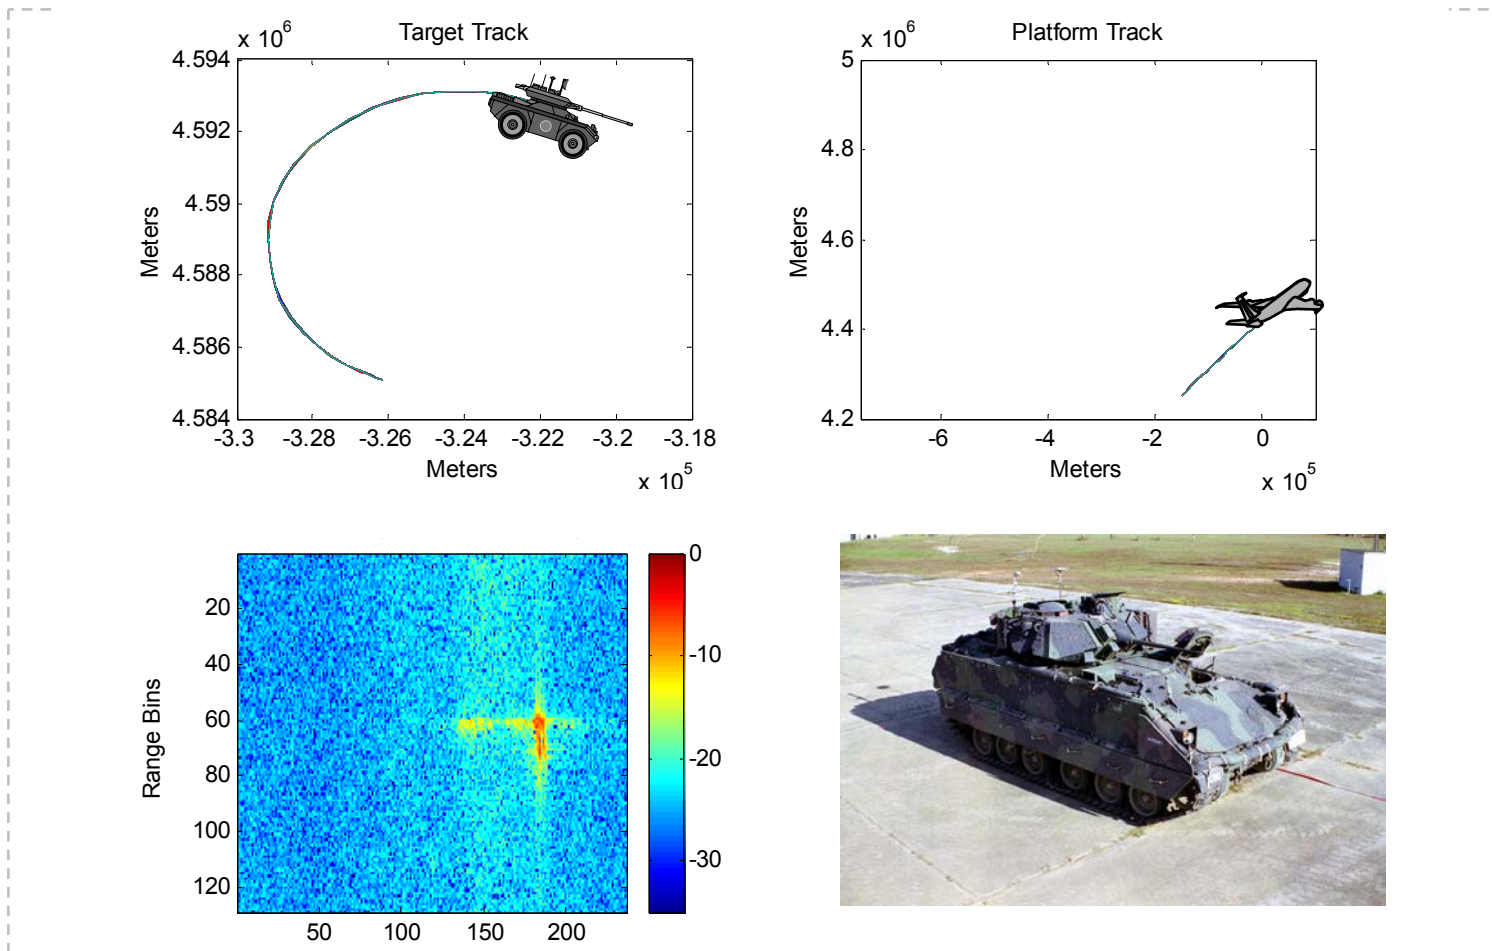 Target Track
x 10^6
4.594
4.592
4.59
4.588
4.586
4.584
Meters
-3.3 -3.28 -3.26 -3.24 -3.22 -3.2 -3.18
Meters
x 10^5
Platform Track
x 10^6
5
4.8
4.6
4.4
4.2
Meters
-6 -4 -2 0
Meters
x 10^5
Range Bins
20
40
60
80
100
120
50 100 150 200
0
-10
-20
-30